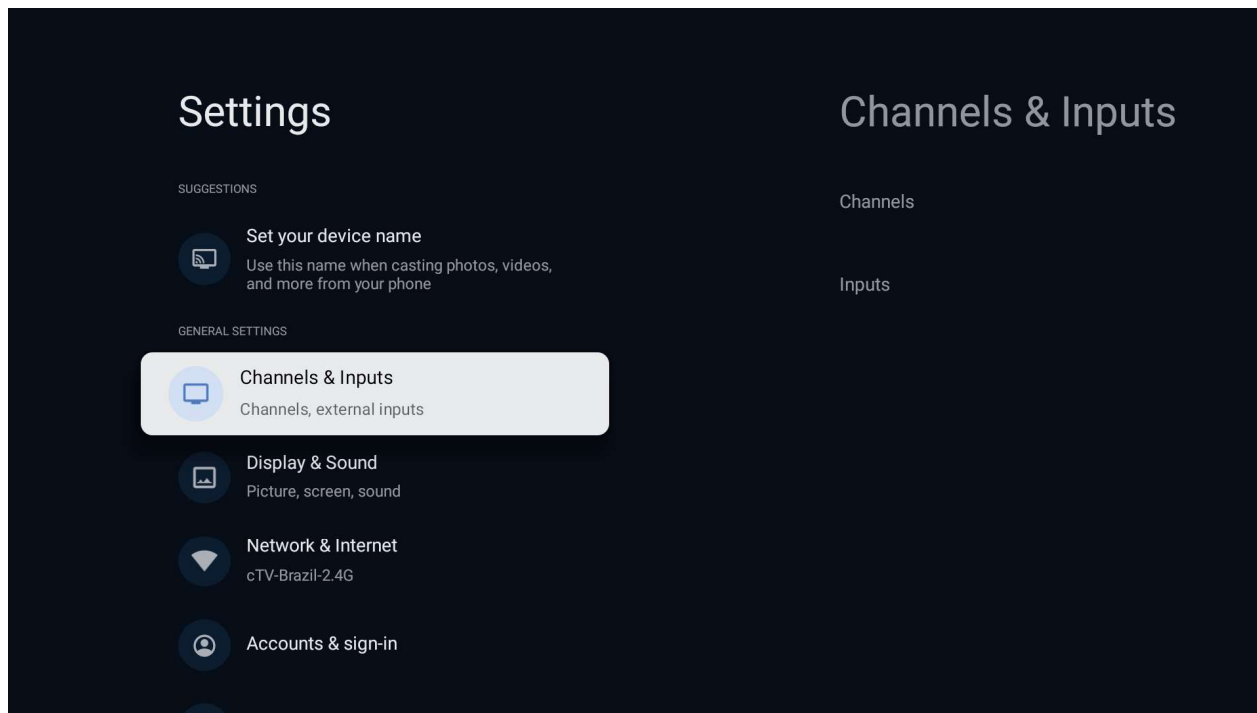 Settings
SUGGESTIONS
Set your device name
Use this name when casting photos, videos,
and more from your phone
GENERAL SETTINGS
Channels & Inputs
Channels, external inputs
Display & Sound
Picture, screen, sound
Network & Internet
cTV-Brazil-2.4G
Accounts & sign-in
Channels & Inputs
Channels
Inputs